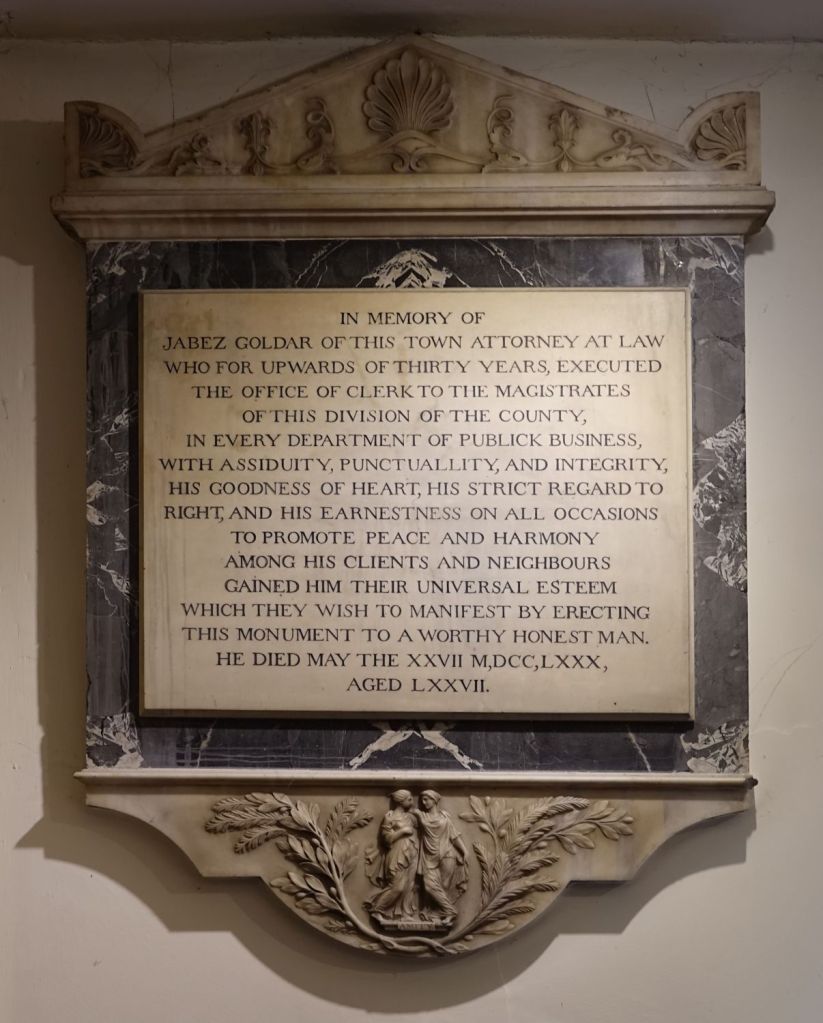 IN MEMORY OF
JABEZ GOLDAR OF THIS TOWN ATTORNEY AT LAW
WHO FOR UPWARDS OF THIRTY YEARS, EXECUTED
THE OFFICE OF CLERK TO THE MAGISTRATES
OF THIS DIVISION OF THE COUNTY,
IN EVERY DEPARTMENT OF PUBLICK BUSINESS,
WITH ASSIDUITY, PUNCTUALLITY, AND INTEGRITY,
HIS GOODNESS OF HEART, HIS STRICT REGARD TO
RIGHT, AND HIS EARNESTNESS ON ALL OCCASIONS
TO PROMOTE PEACE AND HARMONY
AMONG HIS CLIENTS AND NEIGHBOURS
GAINED HIM THEIR UNIVERSAL ESTEEM
WHICH THEY WISH TO MANIFEST BY ERECTING
THIS MONUMENT TO A WORTHY HONEST MAN.
HE DIED MAY THE XXVII M,DCC,LXXX,
AGED LXXVII.
AMITY